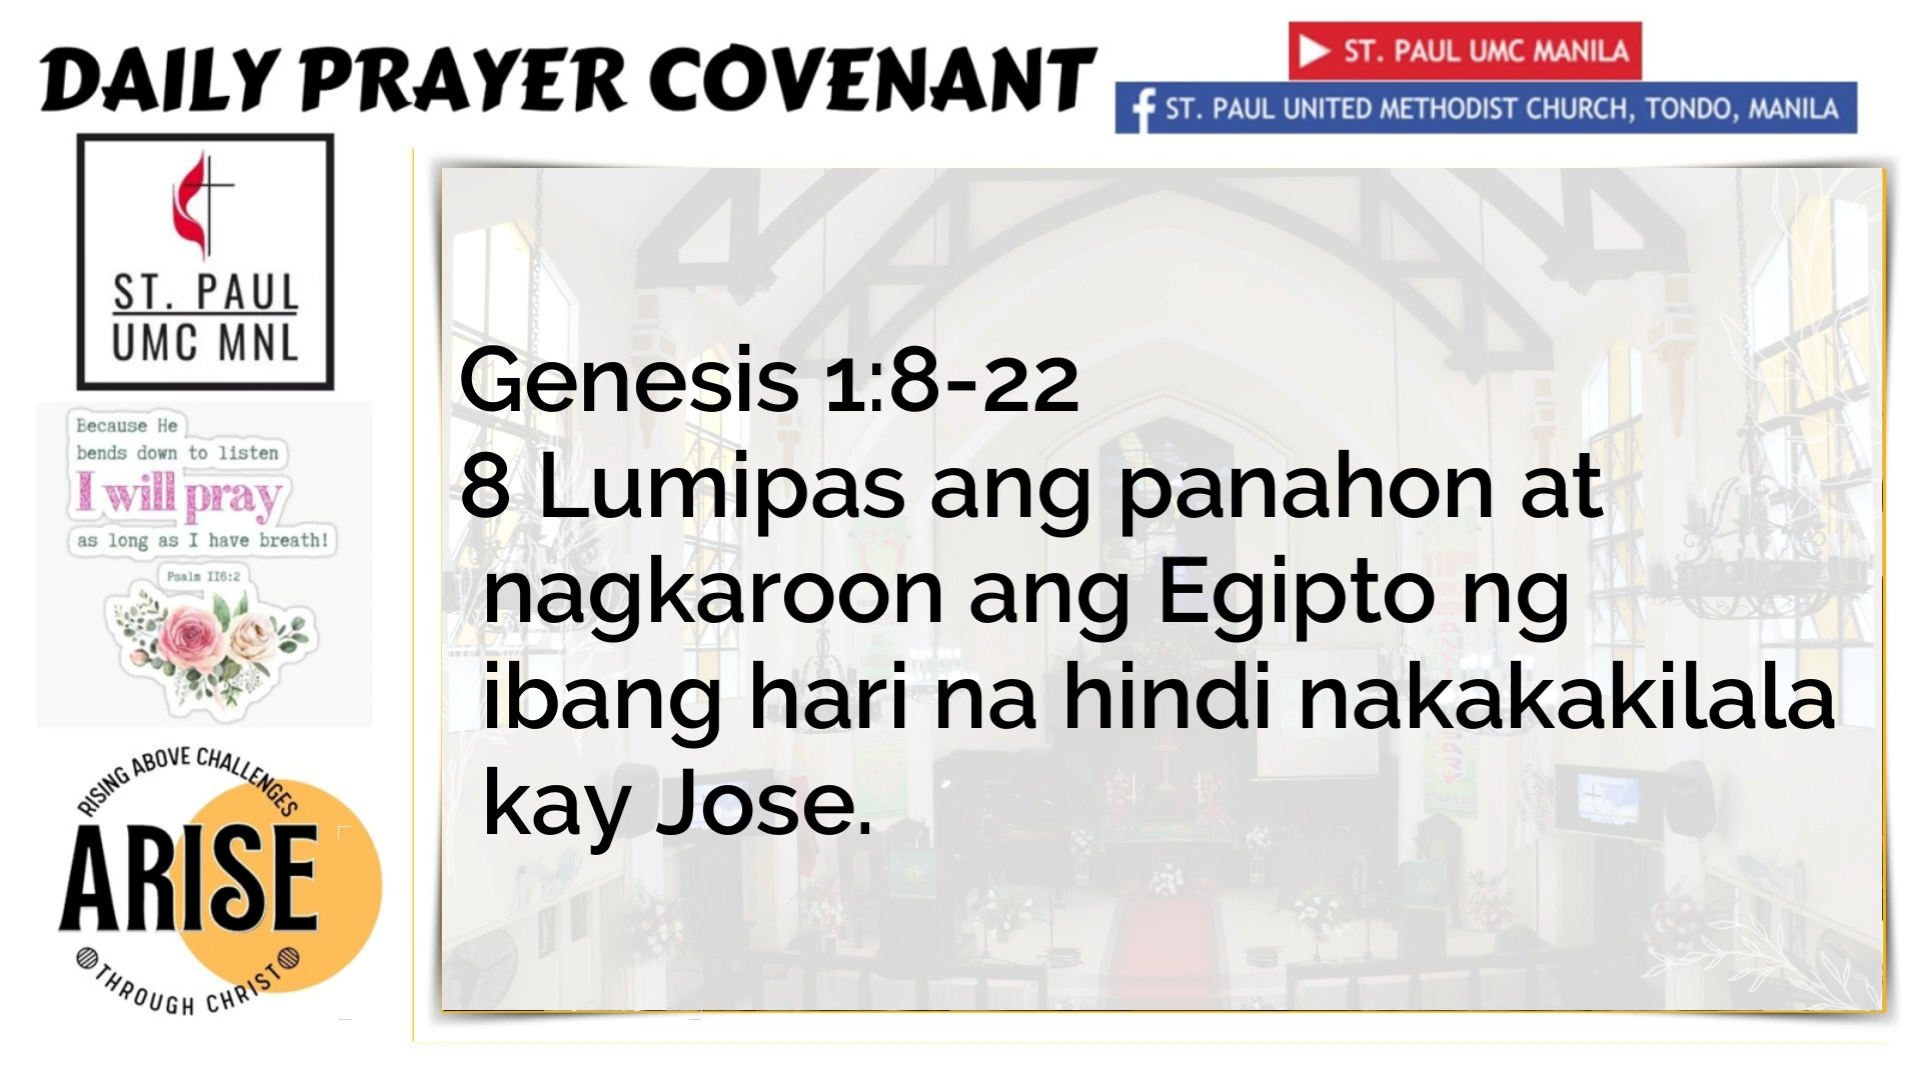 DAILY PRAYER COVENANT
ST. PAUL UMC MANILA
ST. PAUL UNITED METHODIST CHURCH, TONDO, MANILA
ST. PAUL
UMC MNL
Because He
bends down to listen
I will pray
as long as I have breath!
Psalm 116:2
RISING ABOVE CHALLENGES
ARISE
THROUGH CHRIST
Genesis 1:8-22
8 Lumipas ang panahon at
nagkaroon ang Egipto ng
ibang hari na hindi nakakakilala
kay Jose.